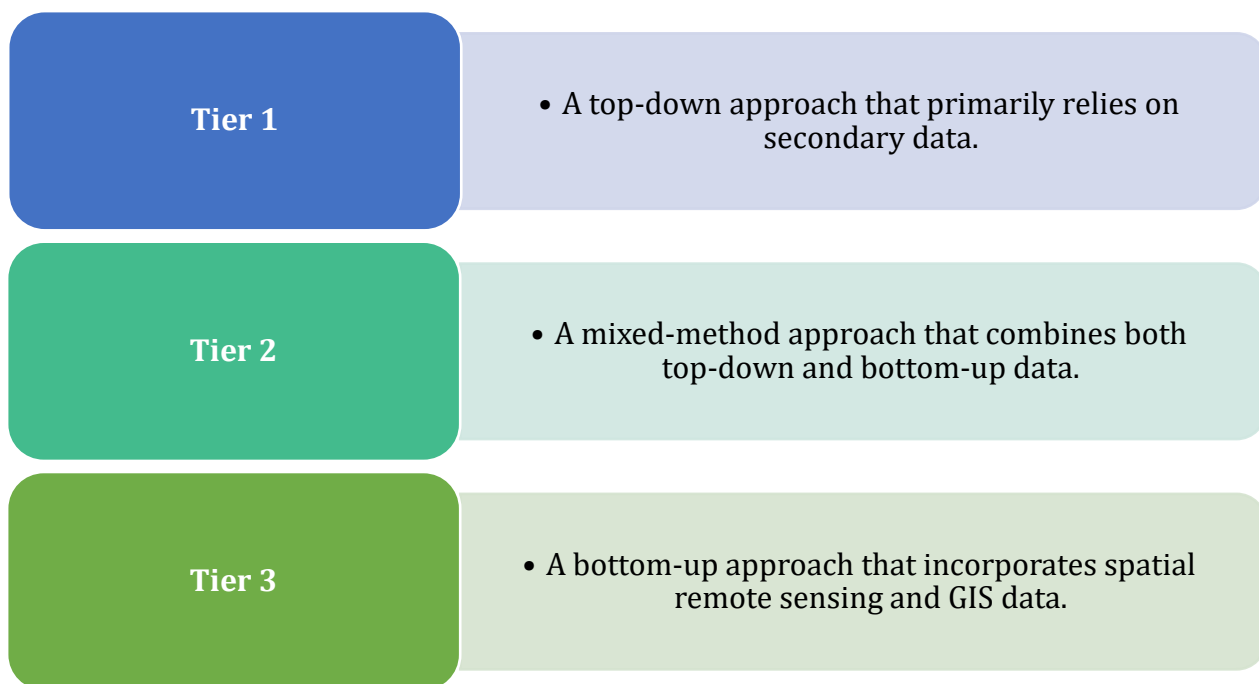 Tier 1
• A top-down approach that primarily relies on
secondary data.
Tier 2
• A mixed-method approach that combines both
top-down and bottom-up data.
Tier 3
• A bottom-up approach that incorporates spatial
remote sensing and GIS data.